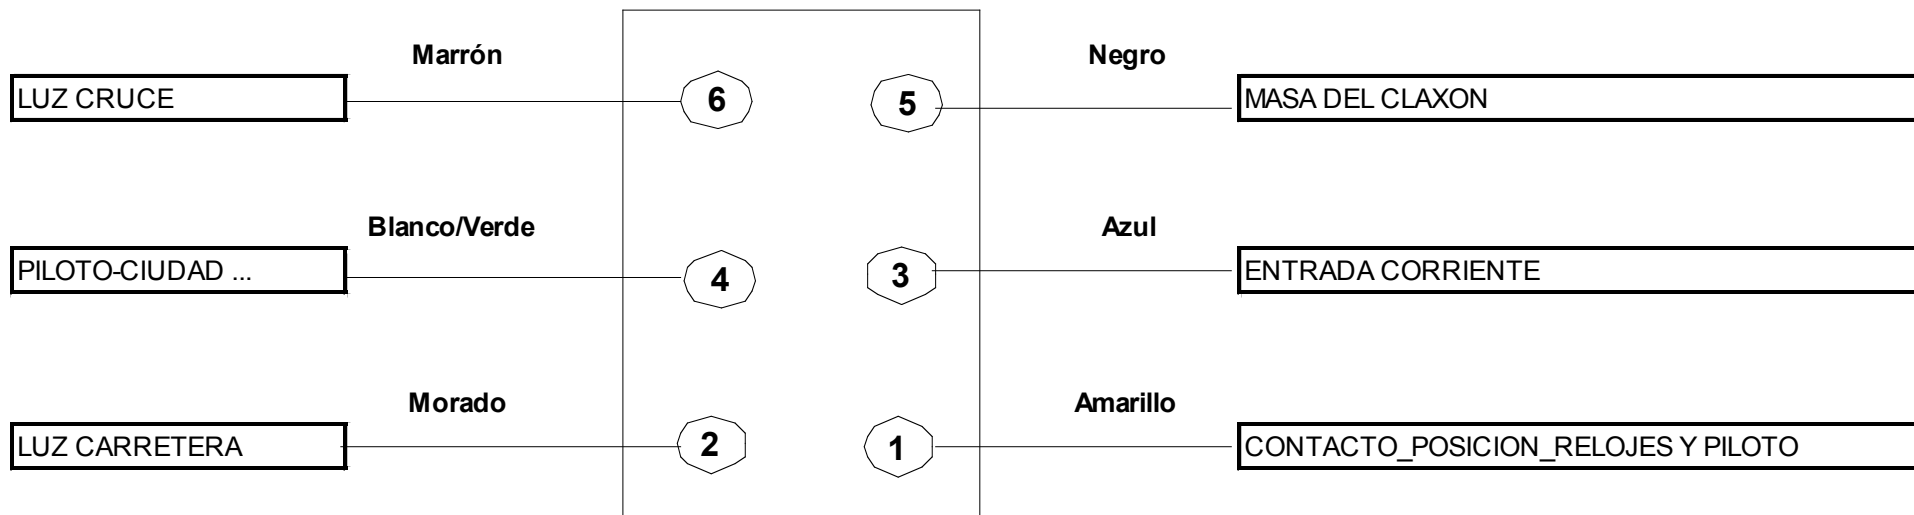 Marrón
Negro
LUZ CRUCE
6
5
MASA DEL CLAXON
Blanco/Verde
Azul
PILOTO-CIUDAD ...
4
3
ENTRADA CORRIENTE
Morado
Amarillo
LUZ CARRETERA
2
1
CONTACTO_POSICION_RELOJES Y PILOTO